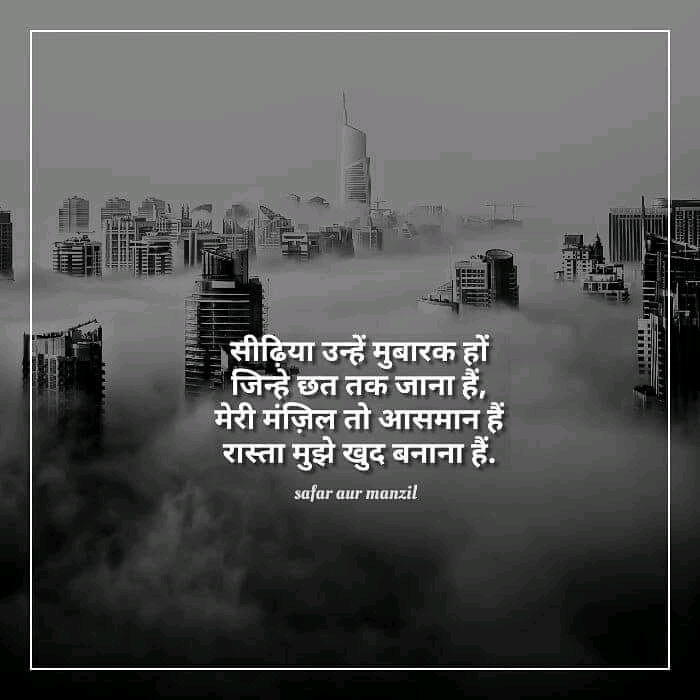 सीढ़िया उन्हें मुबारक हों
जिन्हे छत तक जाना हैं,
मेरी मंज़िल तो आसमान हैं
रास्ता मुझे खुद बनाना हैं.
safar aur manzil